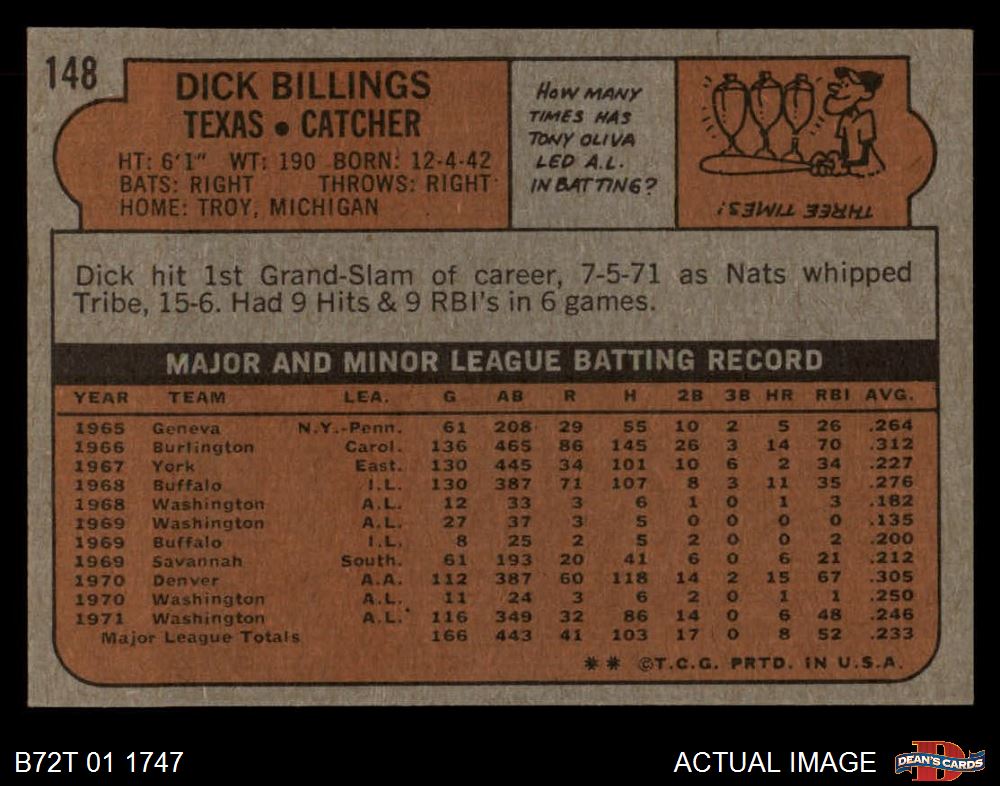 148
DICK BILLINGS
TEXAS • CATCHER
HT: 6'1" WT: 190 BORN: 12-4-42
BATS: RIGHT THROWS: RIGHT
HOME: TROY, MICHIGAN
HOW MANY
TIMES HAS
TONY OLIVA
LED A.L.
IN BATTING?
THREE TIMES!
Dick hit 1st Grand-Slam of career, 7-5-71 as Nats whipped
Tribe, 15-6. Had 9 Hits & 9 RBI's in 6 games.
MAJOR AND MINOR LEAGUE BATTING RECORD
YEAR TEAM LEA. G AB R H 2B 3B HR RBI AVG.
1965 Geneva N.Y.-Penn. 61 208 29 55 10 2 5 26 .264
1966 Burlington Carol. 136 465 86 145 26 3 14 70 .312
1967 York East. 130 445 34 101 10 6 2 34 .227
1968 Buffalo I.L. 130 387 71 107 8 3 11 35 .276
1968 Washington A.L. 12 33 3 6 1 0 1 3 .182
1969 Washington A.L. 27 37 3 5 0 0 0 0 .135
1969 Buffalo I.L. 8 25 2 5 2 0 0 2 .200
1969 Savannah South. 61 193 20 41 6 0 6 21 .212
1970 Denver A.A. 112 387 60 118 14 2 15 67 .305
1970 Washington A.L. 11 24 3 6 2 0 1 1 .250
1971 Washington A.L. 116 349 32 86 14 0 6 48 .246
Major League Totals 166 443 41 103 17 0 8 52 .233
** ©T.C.G. PRTD. IN U.S.A.
B72T 01 1747
ACTUAL IMAGE
D
DEAN'S CARDS